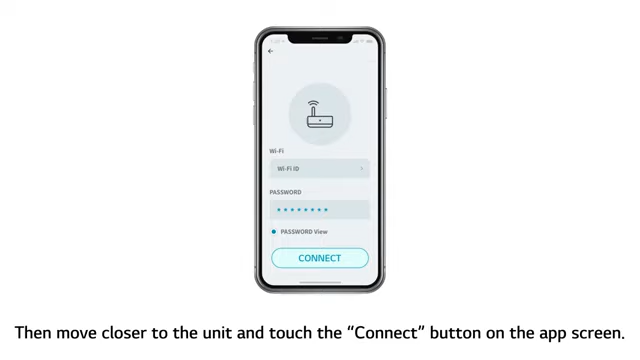 Wi-Fi
Wi-Fi ID
PASSWORD
PASSWORD View
CONNECT
Then move closer to the unit and touch the “Connect” button on the app screen.